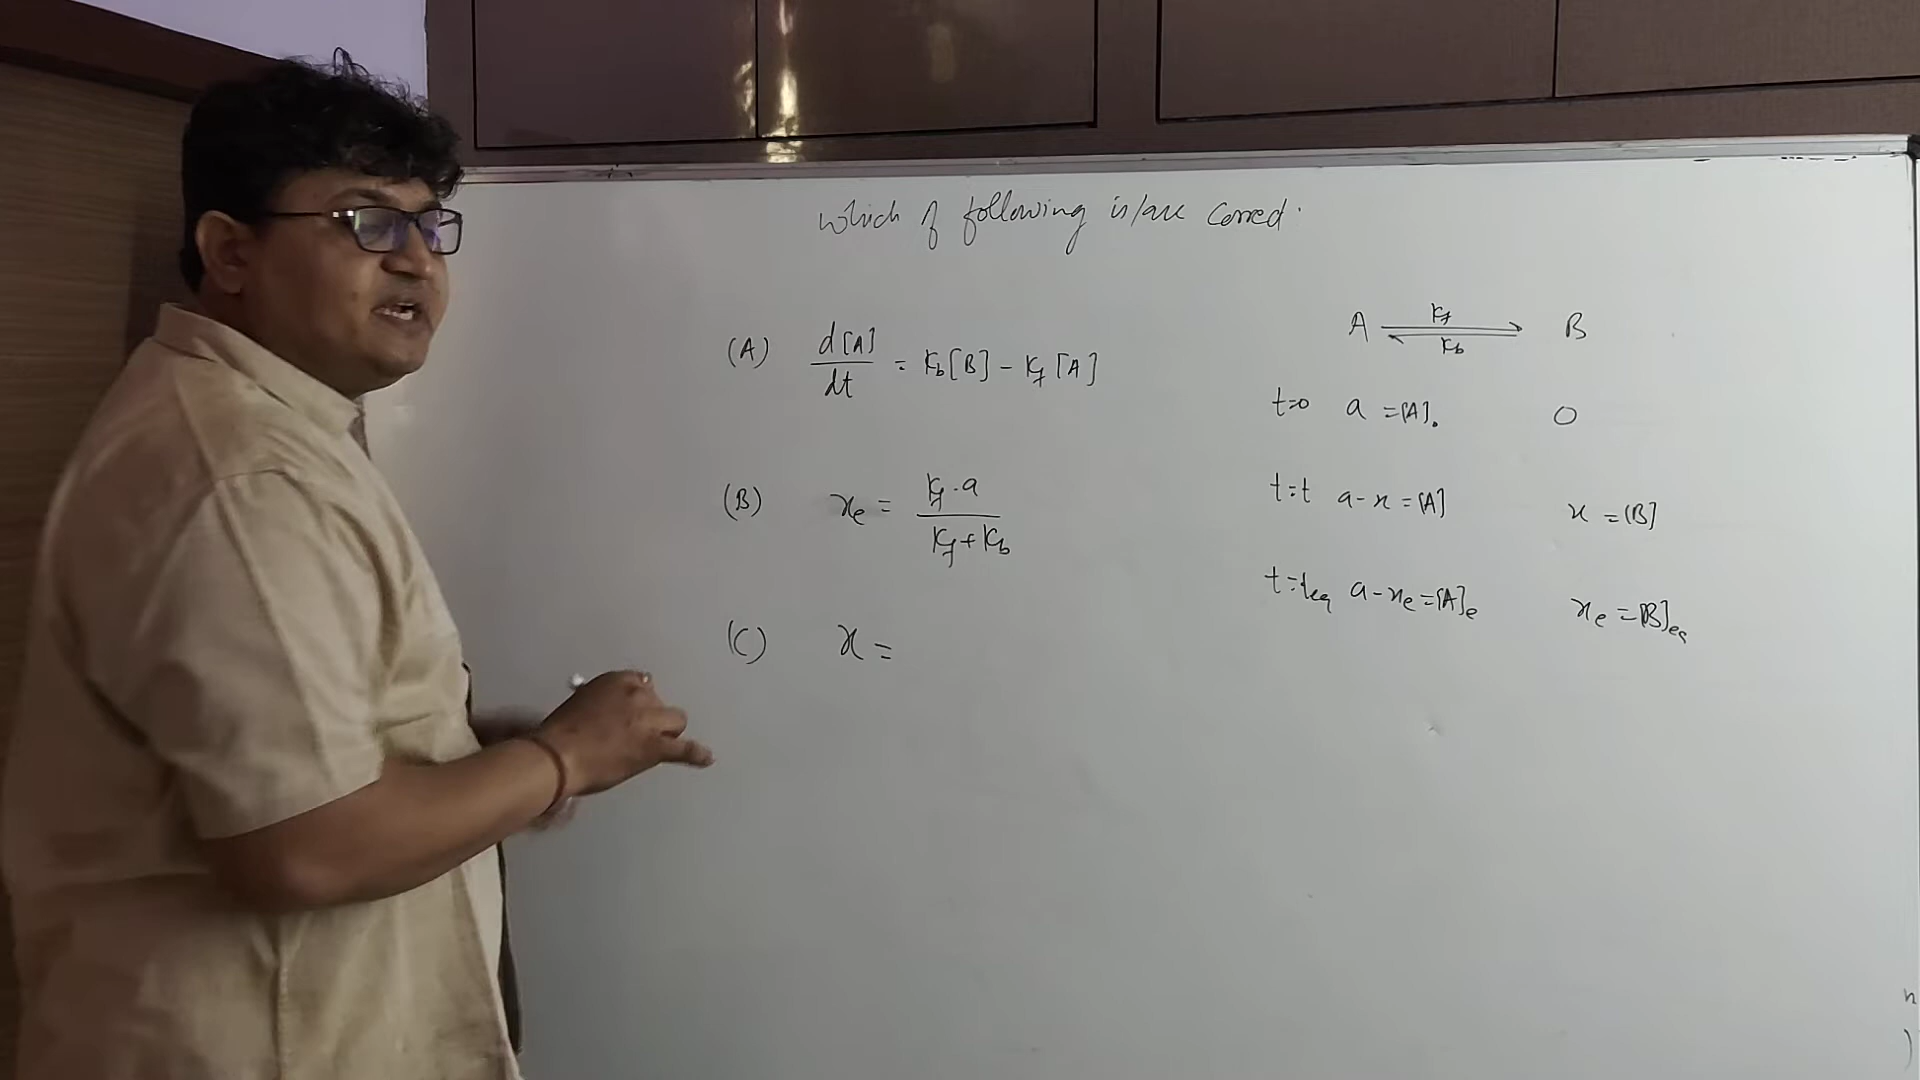 which of following is/are correct.
(A) d[A]/dt = Kb[B] - Kf[A]
(B) xe = Kf.a / Kf + Kb
(C) x =
A ⇌ B
Kf
Kb
t=0 a = [A]₀ 0
t=t a-x = [A] x = [B]
t=teq a-xe = [A]e xe = [B]eq
n
)